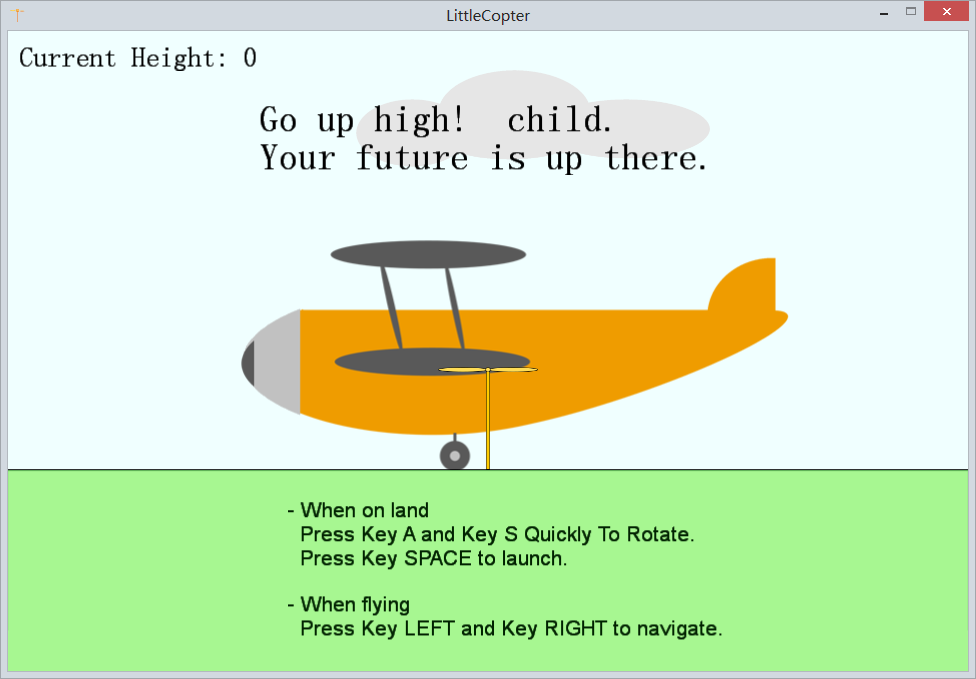 LittleCopter
Current Height: 0
Go up high!  child.
Your future is up there.
- When on land
Press Key A and Key S Quickly To Rotate.
Press Key SPACE to launch.
- When flying
Press Key LEFT and Key RIGHT to navigate.